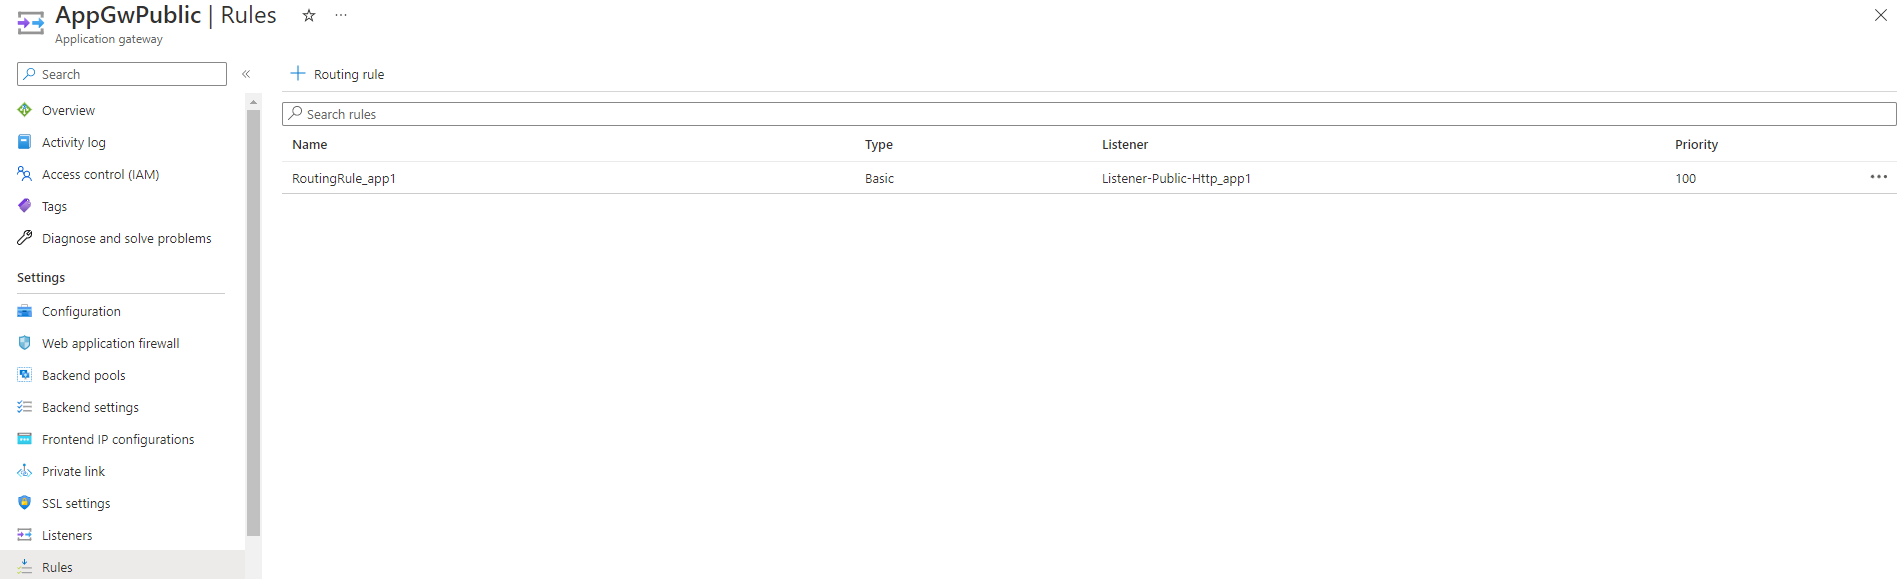 AppGwPublic | Rules
Application gateway
Search
Overview
Activity log
Access control (IAM)
Tags
Diagnose and solve problems
Settings
Configuration
Web application firewall
Backend pools
Backend settings
Frontend IP configurations
Private link
SSL settings
Listeners
Rules
Routing rule
Search rules
Name Type Listener Priority
RoutingRule_app1 Basic Listener-Public-Http_app1 100